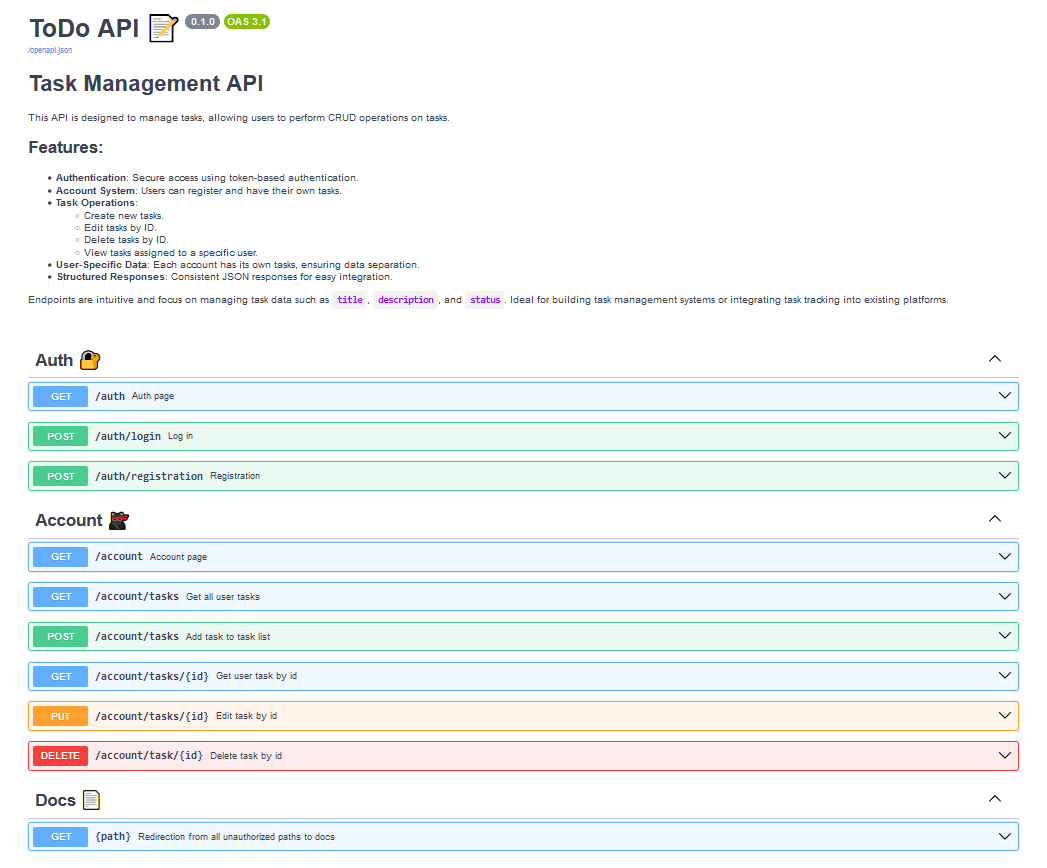 ToDo API 0.1.0 OAS 3.1
/openapi.json
Task Management API
This API is designed to manage tasks, allowing users to perform CRUD operations on tasks.
Features:
• Authentication: Secure access using token-based authentication.
• Account System: Users can register and have their own tasks.
• Task Operations:
○ Create new tasks.
○ Edit tasks by ID.
○ Delete tasks by ID.
○ View tasks assigned to a specific user.
• User-Specific Data: Each account has its own tasks, ensuring data separation.
• Structured Responses: Consistent JSON responses for easy integration.
Endpoints are intuitive and focus on managing task data such as title, description, and status. Ideal for building task management systems or integrating task tracking into existing platforms.
Auth
GET /auth Auth page
POST /auth/login Log in
POST /auth/registration Registration
Account
GET /account Account page
GET /account/tasks Get all user tasks
POST /account/tasks Add task to task list
GET /account/tasks/{id} Get user task by id
PUT /account/tasks/{id} Edit task by id
DELETE /account/task/{id} Delete task by id
Docs
GET {path} Redirection from all unauthorized paths to docs